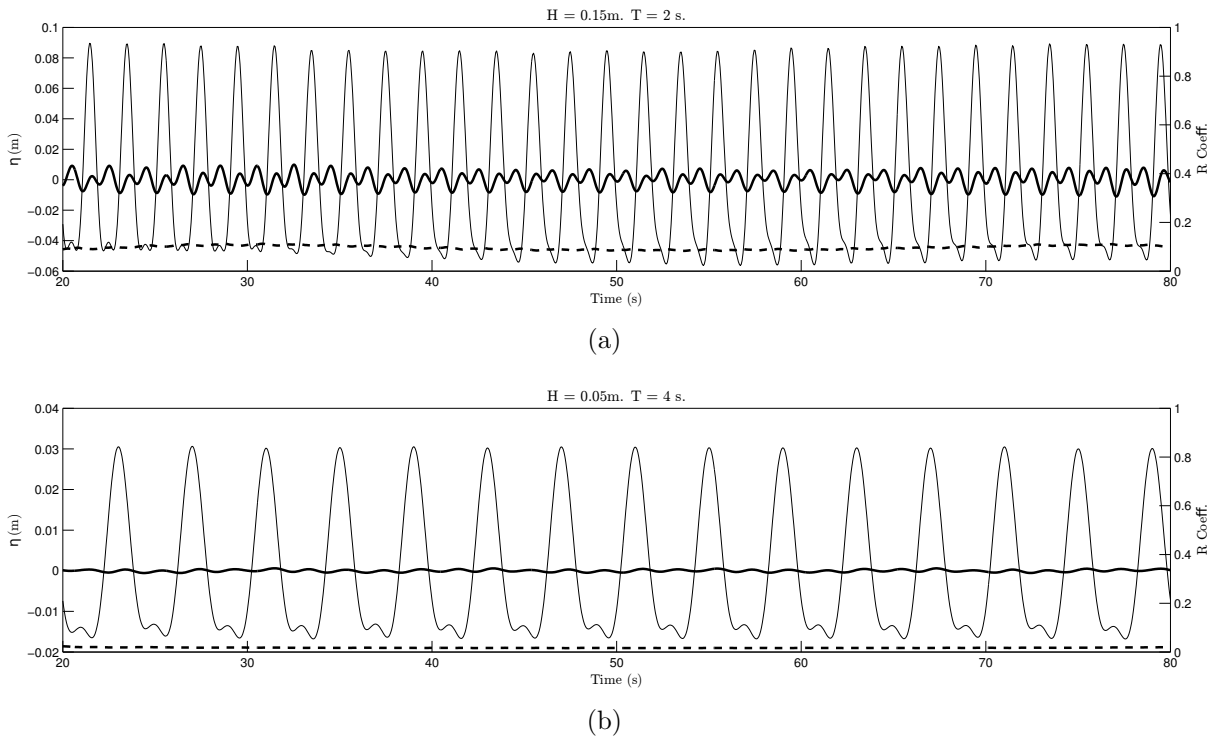 H = 0.15m. T = 2 s.
0.1
0.08
0.06
0.04
0.02
0
−0.02
−0.04
−0.06
η (m)
1
0.8
0.6
0.4
0.2
0
R Coeff.
20 30 40 50 60 70 80
Time (s)
(a)
H = 0.05m. T = 4 s.
0.04
0.03
0.02
0.01
0
−0.01
−0.02
η (m)
1
0.8
0.6
0.4
0.2
0
R Coeff.
20 30 40 50 60 70 80
Time (s)
(b)